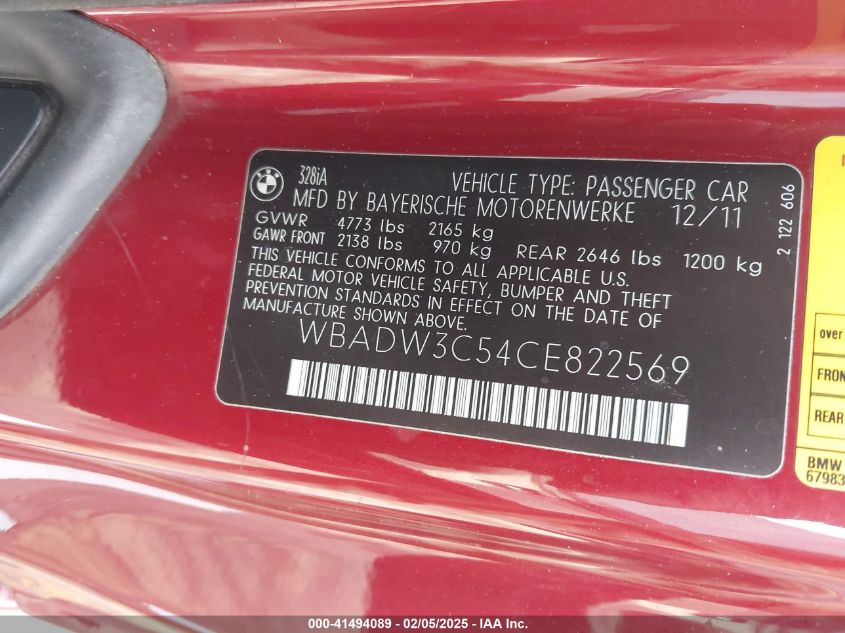 BMW
328iA
VEHICLE TYPE: PASSENGER CAR
MFD BY BAYERISCHE MOTORENWERKE 12/11
GVWR 4773 lbs 2165 kg
GAWR FRONT 2138 lbs 970 kg REAR 2646 lbs 1200 kg
THIS VEHICLE CONFORMS TO ALL APPLICABLE U.S.
FEDERAL MOTOR VEHICLE SAFETY, BUMPER AND THEFT
PREVENTION STANDARDS IN EFFECT ON THE DATE OF
MANUFACTURE SHOWN ABOVE.
WBADW3C54CE822569
2 122 606
over
FRON
REAR
BMW
67983
000-41494089 - 02/05/2025 - IAA Inc.